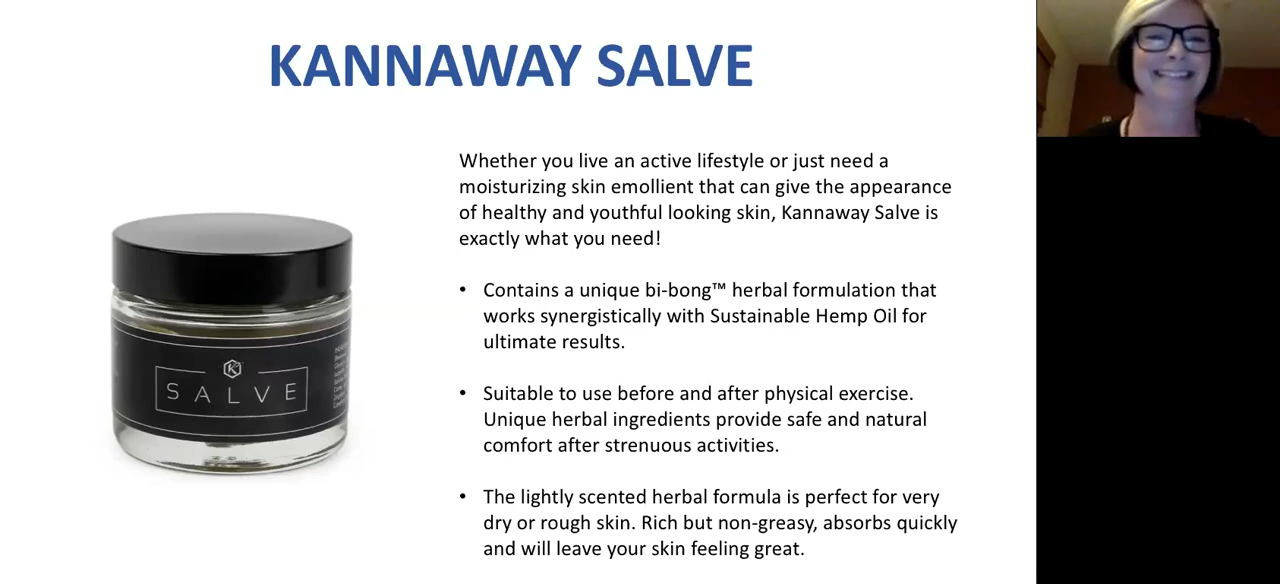 KANNAWAY SALVE
Whether you live an active lifestyle or just need a
moisturizing skin emollient that can give the appearance
of healthy and youthful looking skin, Kannaway Salve is
exactly what you need!
• Contains a unique bi-bong™ herbal formulation that
works synergistically with Sustainable Hemp Oil for
ultimate results.
• Suitable to use before and after physical exercise.
Unique herbal ingredients provide safe and natural
comfort after strenuous activities.
• The lightly scented herbal formula is perfect for very
dry or rough skin. Rich but non-greasy, absorbs quickly
and will leave your skin feeling great.
K
SALVE